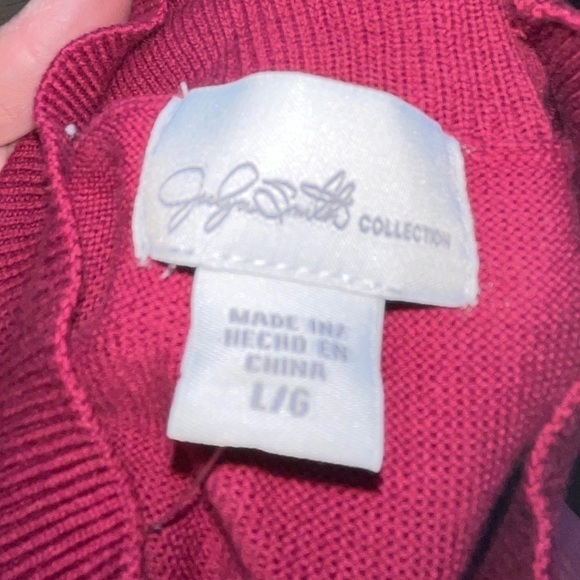 Jaclyn Smith COLLECTION
MADE IN/
HECHO EN
CHINA
L/G